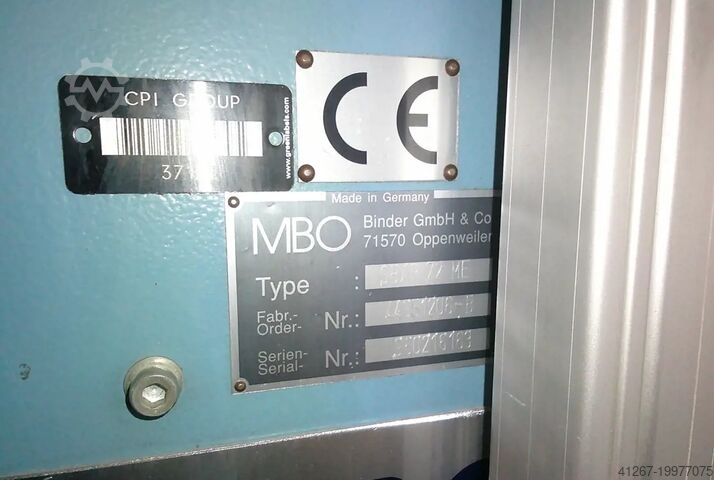 CPI GROUP
www.greenlabels.com
37
CE
Made in Germany
MBO
Binder GmbH & Co
71570 Oppenweiler
Type :
Fabr.-
Order- Nr.:
Serien-
Serial- Nr.:
41267-19977075